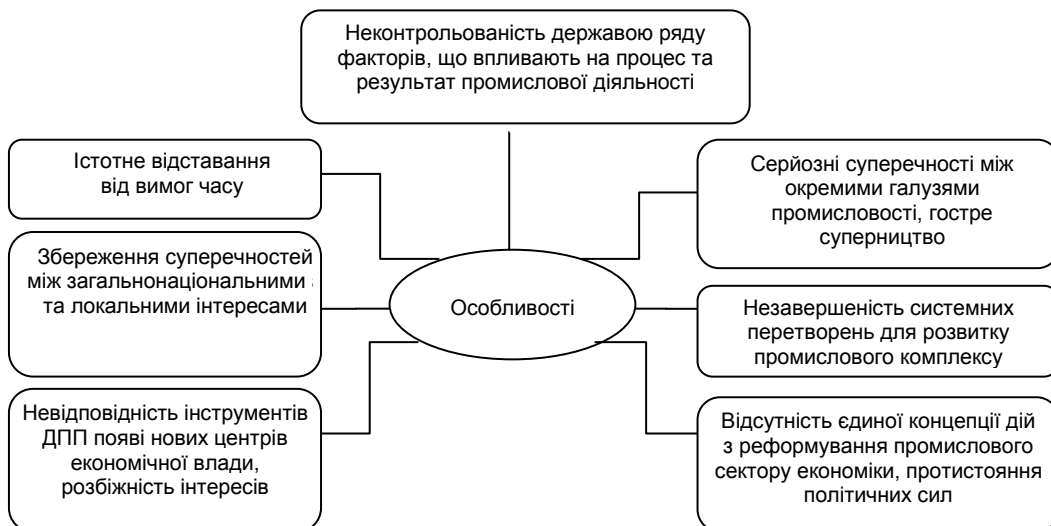 Неконтрольованість державою ряду
факторів, що впливають на процес та
результат промислової діяльності
Істотне відставання
від вимог часу
Збереження суперечностей
між загальнонаціональними
та локальними інтересами
Невідповідність інструментів
ДПП появі нових центрів
економічної влади,
розбіжність інтересів
Особливості
Серйозні суперечності між
окремими галузями
промисловості, гостре
суперництво
Незавершеність системних
перетворень для розвитку
промислового комплексу
Відсутність єдиної концепції дій
з реформування промислового
сектору економіки, протистояння
політичних сил